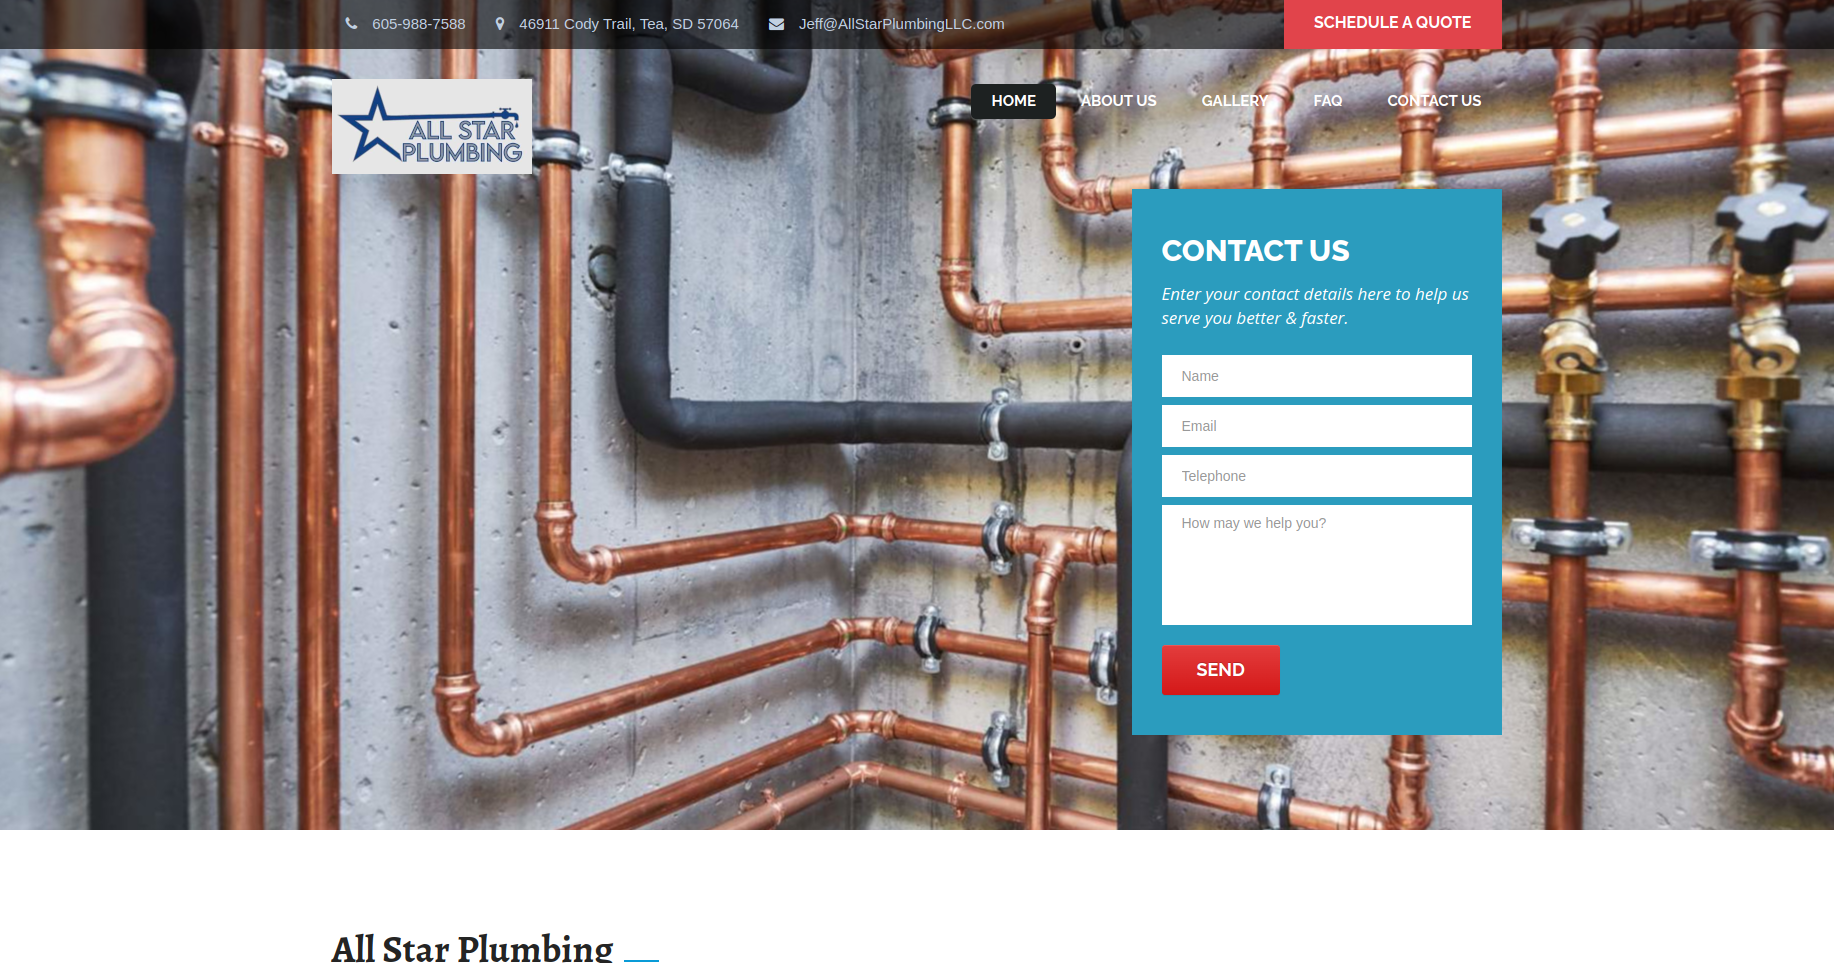 605-988-7588
46911 Cody Trail, Tea, SD 57064
Jeff@AllStarPlumbingLLC.com
SCHEDULE A QUOTE
ALL STAR
PLUMBING
HOME
ABOUT US
GALLERY
FAQ
CONTACT US
CONTACT US
Enter your contact details here to help us
serve you better & faster.
Name
Email
Telephone
How may we help you?
SEND
All Star Plumbing